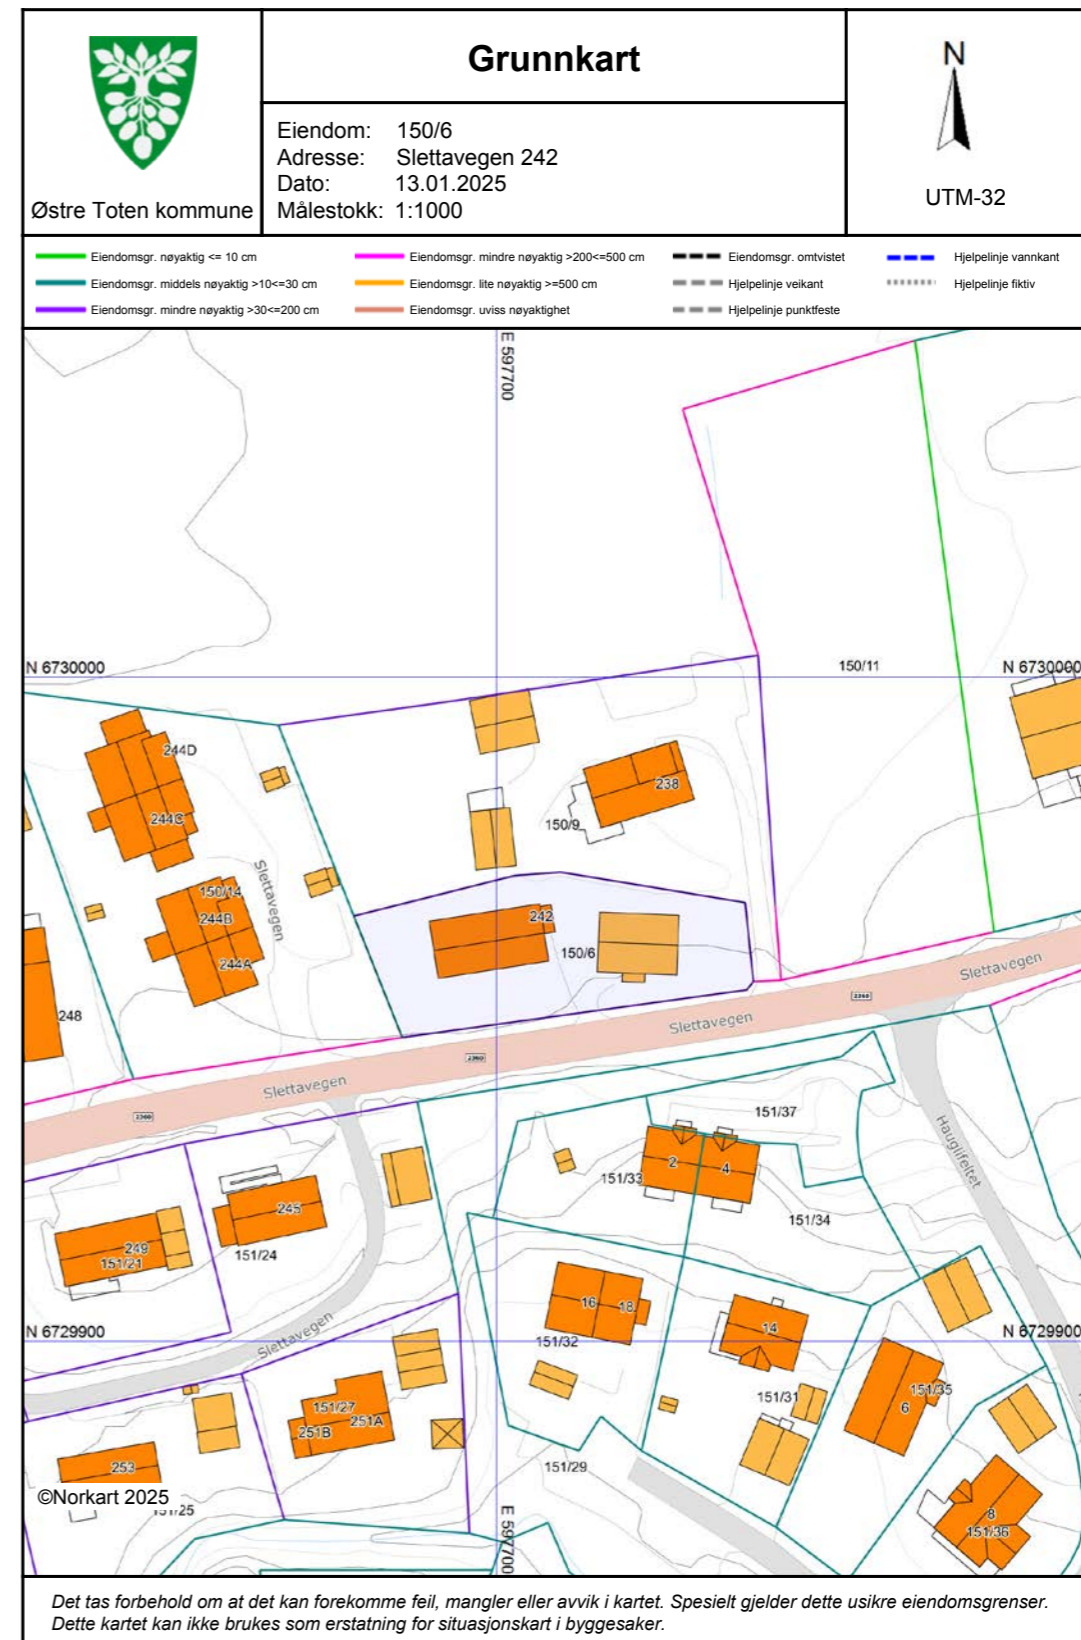 Østre Toten kommune
Grunnkart
Eiendom: 150/6
Adresse: Slettavegen 242
Dato: 13.01.2025
Målestokk: 1:1000
N
UTM-32
Eiendomsgr. nøyaktig <= 10 cm
Eiendomsgr. middels nøyaktig >10<=30 cm
Eiendomsgr. mindre nøyaktig >30<=200 cm
Eiendomsgr. mindre nøyaktig >200<=500 cm
Eiendomsgr. lite nøyaktig >=500 cm
Eiendomsgr. uviss nøyaktighet
Eiendomsgr. omtvistet
Hjelpelinje veikant
Hjelpelinje punktfeste
Hjelpelinje vannkant
Hjelpelinje fiktiv
E 597700
N 6730000
150/11
N 6730000
244D
238
244C
150/9
Slettavegen
150/14
244B
242
150/6
244A
Slettavegen
248
2360
Slettavegen
2360
Slettavegen
2360
151/37
Hauglifeltet
2
4
151/33
245
151/34
249
151/24
151/21
16
18
14
N 6729900
Slettavegen
151/32
N 6729900
151/31
151/35
6
151/27
251A
251B
253
151/29
©Norkart 2025
151/25
E 597700
8
151/36
Det tas forbehold om at det kan forekomme feil, mangler eller avvik i kartet. Spesielt gjelder dette usikre eiendomsgrenser.
Dette kartet kan ikke brukes som erstatning for situasjonskart i byggesaker.